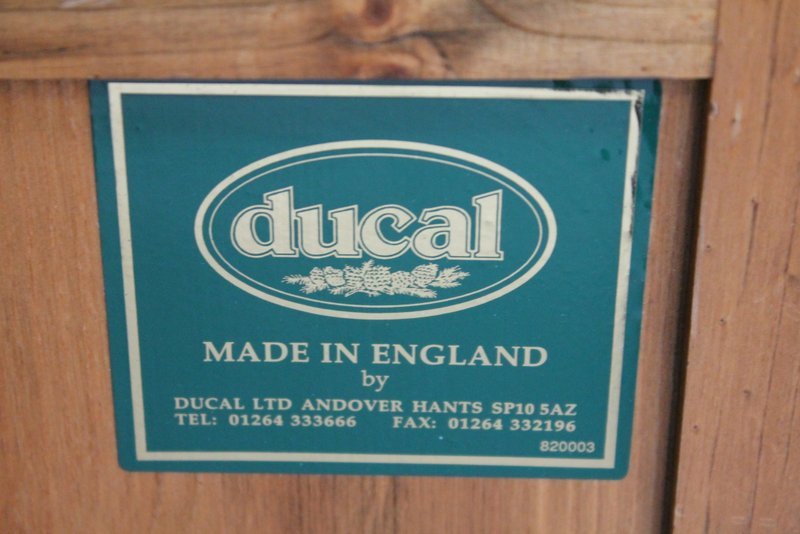 ducal
MADE IN ENGLAND
by
DUCAL LTD ANDOVER HANTS SP10 5AZ
TEL: 01264 333666 FAX: 01264 332196
820003